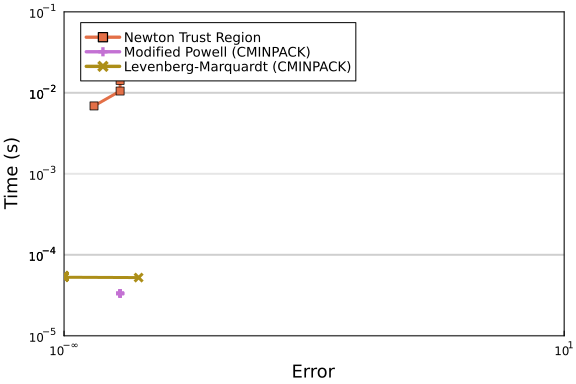 10⁻¹
Newton Trust Region
Modified Powell (CMINPACK)
Levenberg-Marquardt (CMINPACK)
10⁻²
10⁻³
10⁻⁴
10⁻⁵
Time (s)
10⁻∞
10¹
Error